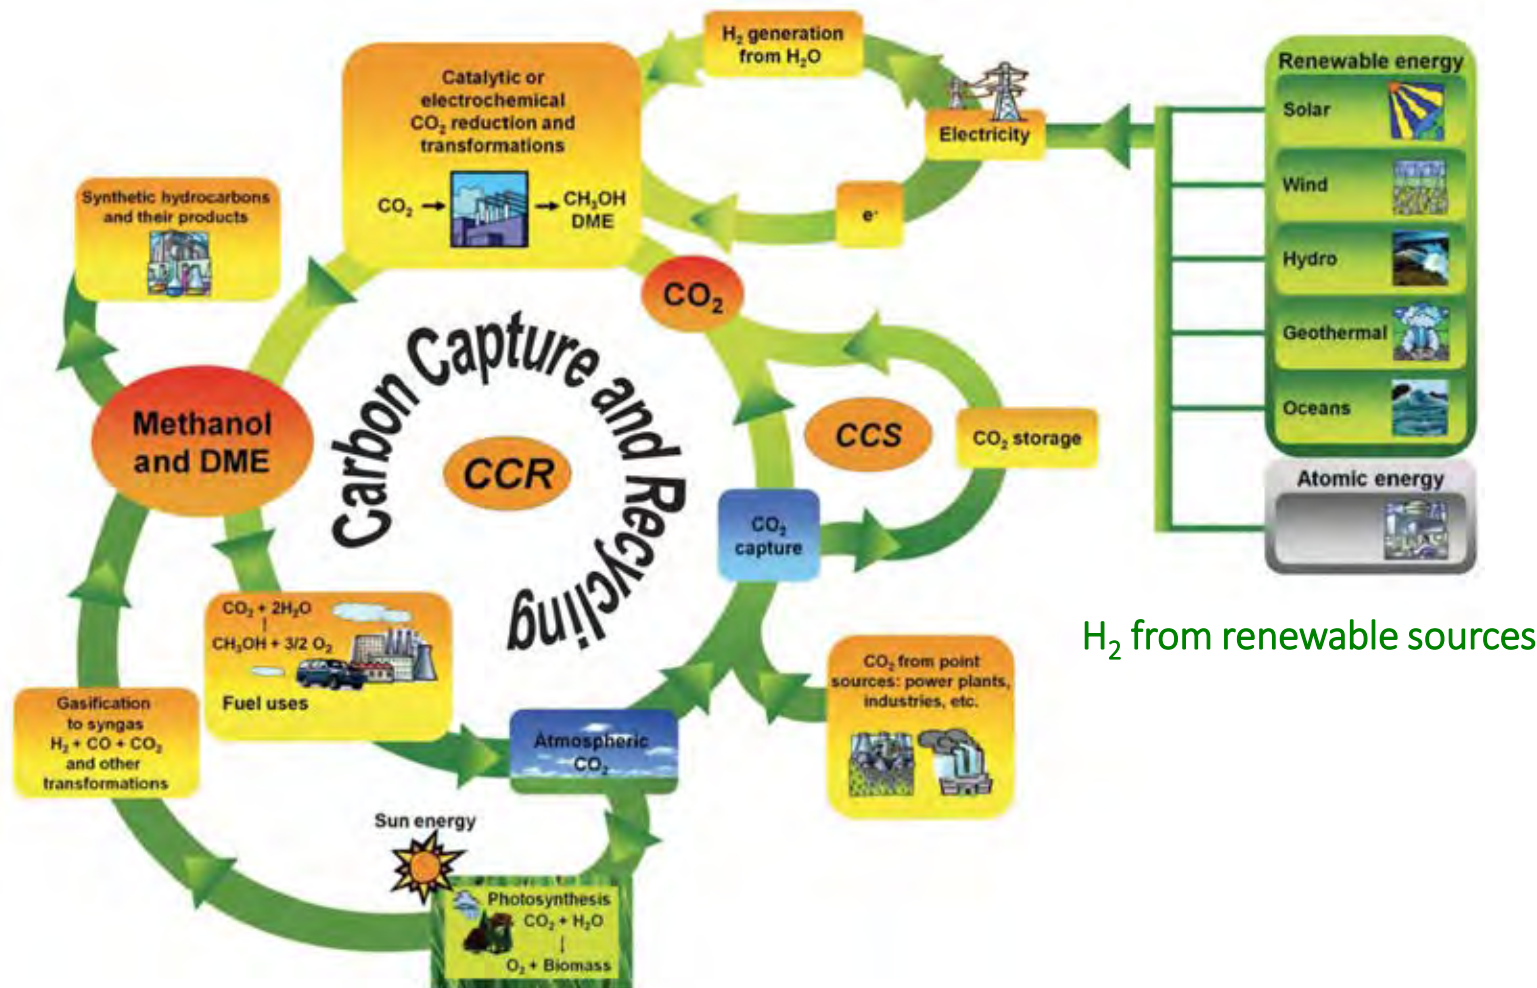 H₂ generation
from H₂O
Catalytic or
electrochemical
CO₂ reduction and
transformations
CO₂ → → CH₃OH
DME
Electricity
e⁻
Renewable energy
Solar
Wind
Hydro
Geothermal
Oceans
Atomic energy
H₂ from renewable sources
Synthetic hydrocarbons
and their products
CO₂
Methanol
and DME
Carbon Capture and Recycling
CCR
CCS
CO₂ storage
CO₂
capture
CO₂ + 2H₂O
CH₃OH + 3/2 O₂
Fuel uses
CO₂ from point
sources: power plants,
industries, etc.
Gasification
to syngas
H₂ + CO + CO₂
and other
transformations
Atmospheric
CO₂
Sun energy
Photosynthesis
CO₂ + H₂O
↓
O₂ + Biomass